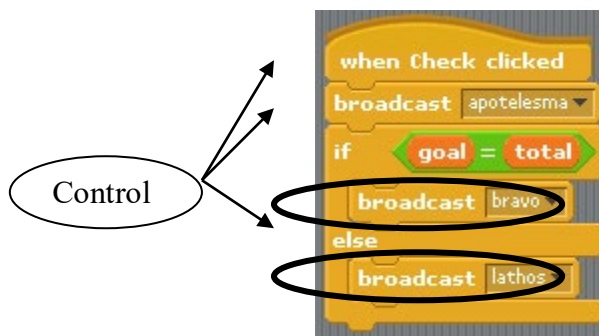 when Check clicked
broadcast apotelesma
if goal = total
Control
broadcast bravo
else
broadcast lathos